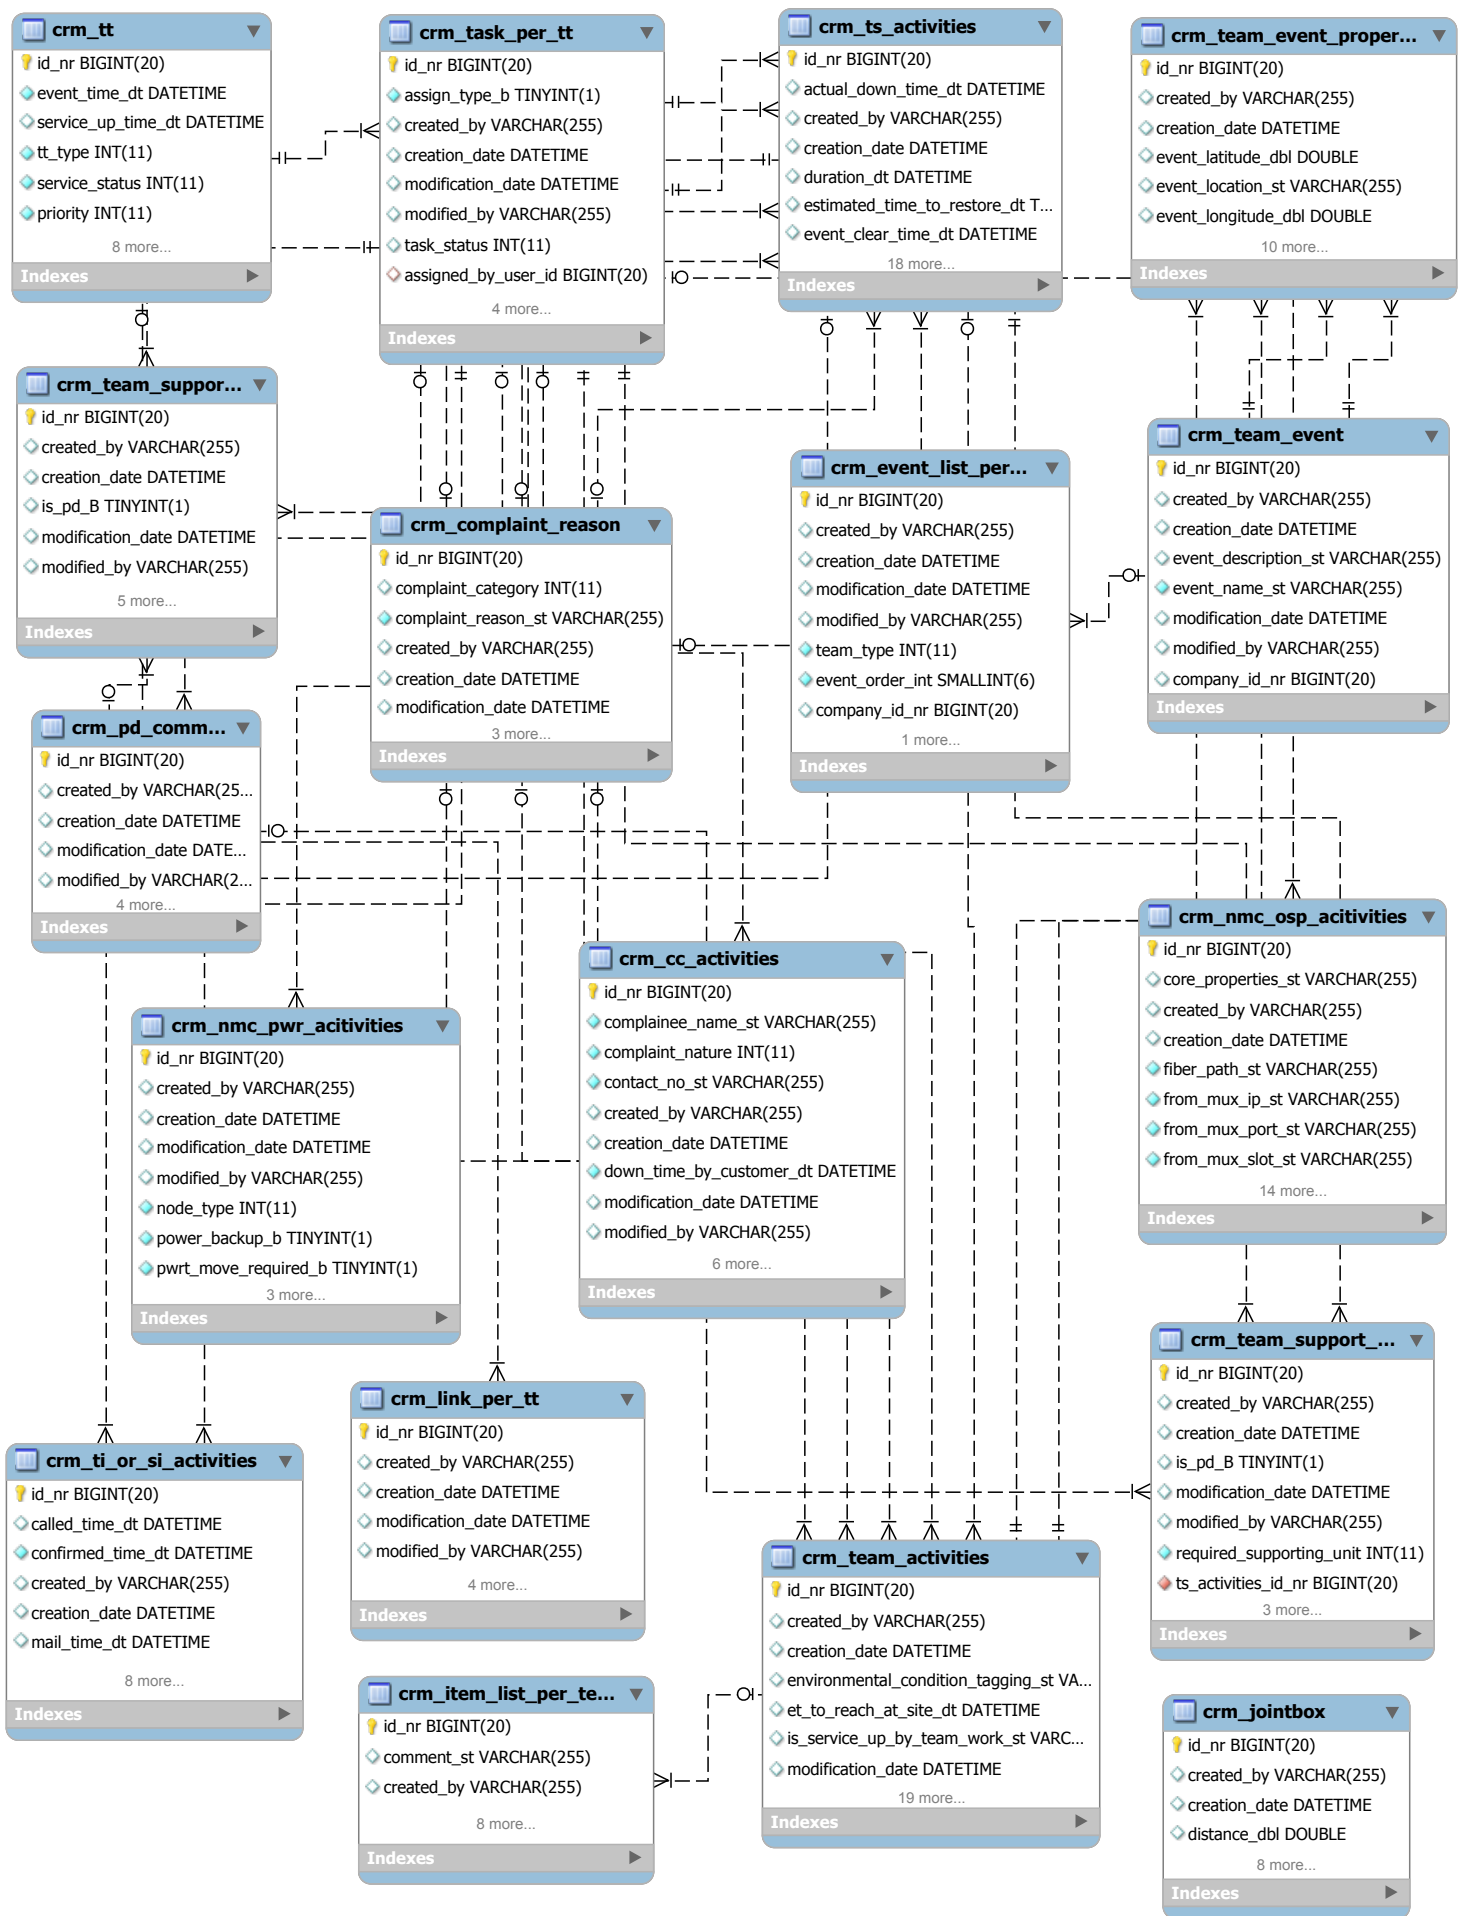 crm_tt
id_nr BIGINT(20)
event_time_dt DATETIME
service_up_time_dt DATETIME
tt_type INT(11)
service_status INT(11)
priority INT(11)
8 more...
Indexes
crm_task_per_tt
id_nr BIGINT(20)
assign_type_b TINYINT(1)
created_by VARCHAR(255)
creation_date DATETIME
modification_date DATETIME
modified_by VARCHAR(255)
task_status INT(11)
assigned_by_user_id BIGINT(20)
4 more...
Indexes
crm_ts_activities
id_nr BIGINT(20)
actual_down_time_dt DATETIME
created_by VARCHAR(255)
creation_date DATETIME
duration_dt DATETIME
estimated_time_to_restore_dt T...
event_clear_time_dt DATETIME
18 more...
Indexes
crm_team_event_proper...
id_nr BIGINT(20)
created_by VARCHAR(255)
creation_date DATETIME
event_latitude_dbl DOUBLE
event_location_st VARCHAR(255)
event_longitude_dbl DOUBLE
10 more...
Indexes
crm_team_suppor...
id_nr BIGINT(20)
created_by VARCHAR(255)
creation_date DATETIME
is_pd_B TINYINT(1)
modification_date DATETIME
modified_by VARCHAR(255)
5 more...
Indexes
crm_complaint_reason
id_nr BIGINT(20)
complaint_category INT(11)
complaint_reason_st VARCHAR(255)
created_by VARCHAR(255)
creation_date DATETIME
modification_date DATETIME
3 more...
Indexes
crm_event_list_per...
id_nr BIGINT(20)
created_by VARCHAR(255)
creation_date DATETIME
modification_date DATETIME
modified_by VARCHAR(255)
team_type INT(11)
event_order_int SMALLINT(6)
company_id_nr BIGINT(20)
1 more...
Indexes
crm_team_event
id_nr BIGINT(20)
created_by VARCHAR(255)
creation_date DATETIME
event_description_st VARCHAR(255)
event_name_st VARCHAR(255)
modification_date DATETIME
modified_by VARCHAR(255)
company_id_nr BIGINT(20)
Indexes
crm_pd_comm...
id_nr BIGINT(20)
created_by VARCHAR(25...
creation_date DATETIME
modification_date DATE...
modified_by VARCHAR(2...
4 more...
Indexes
crm_nmc_pwr_acitivities
id_nr BIGINT(20)
created_by VARCHAR(255)
creation_date DATETIME
modification_date DATETIME
modified_by VARCHAR(255)
node_type INT(11)
power_backup_b TINYINT(1)
pwrt_move_required_b TINYINT(1)
3 more...
Indexes
crm_cc_activities
id_nr BIGINT(20)
complainee_name_st VARCHAR(255)
complaint_nature INT(11)
contact_no_st VARCHAR(255)
created_by VARCHAR(255)
creation_date DATETIME
down_time_by_customer_dt DATETIME
modification_date DATETIME
modified_by VARCHAR(255)
6 more...
Indexes
crm_nmc_osp_acitivities
id_nr BIGINT(20)
core_properties_st VARCHAR(255)
created_by VARCHAR(255)
creation_date DATETIME
fiber_path_st VARCHAR(255)
from_mux_ip_st VARCHAR(255)
from_mux_port_st VARCHAR(255)
from_mux_slot_st VARCHAR(255)
14 more...
Indexes
crm_ti_or_si_activities
id_nr BIGINT(20)
called_time_dt DATETIME
confirmed_time_dt DATETIME
created_by VARCHAR(255)
creation_date DATETIME
mail_time_dt DATETIME
8 more...
Indexes
crm_link_per_tt
id_nr BIGINT(20)
created_by VARCHAR(255)
creation_date DATETIME
modification_date DATETIME
modified_by VARCHAR(255)
4 more...
Indexes
crm_team_support_...
id_nr BIGINT(20)
created_by VARCHAR(255)
creation_date DATETIME
is_pd_B TINYINT(1)
modification_date DATETIME
modified_by VARCHAR(255)
required_supporting_unit INT(11)
ts_activities_id_nr BIGINT(20)
3 more...
Indexes
crm_team_activities
id_nr BIGINT(20)
created_by VARCHAR(255)
creation_date DATETIME
environmental_condition_tagging_st VA...
et_to_reach_at_site_dt DATETIME
is_service_up_by_team_work_st VARC...
modification_date DATETIME
19 more...
Indexes
crm_item_list_per_te...
id_nr BIGINT(20)
comment_st VARCHAR(255)
created_by VARCHAR(255)
8 more...
Indexes
crm_jointbox
id_nr BIGINT(20)
created_by VARCHAR(255)
creation_date DATETIME
distance_dbl DOUBLE
8 more...
Indexes